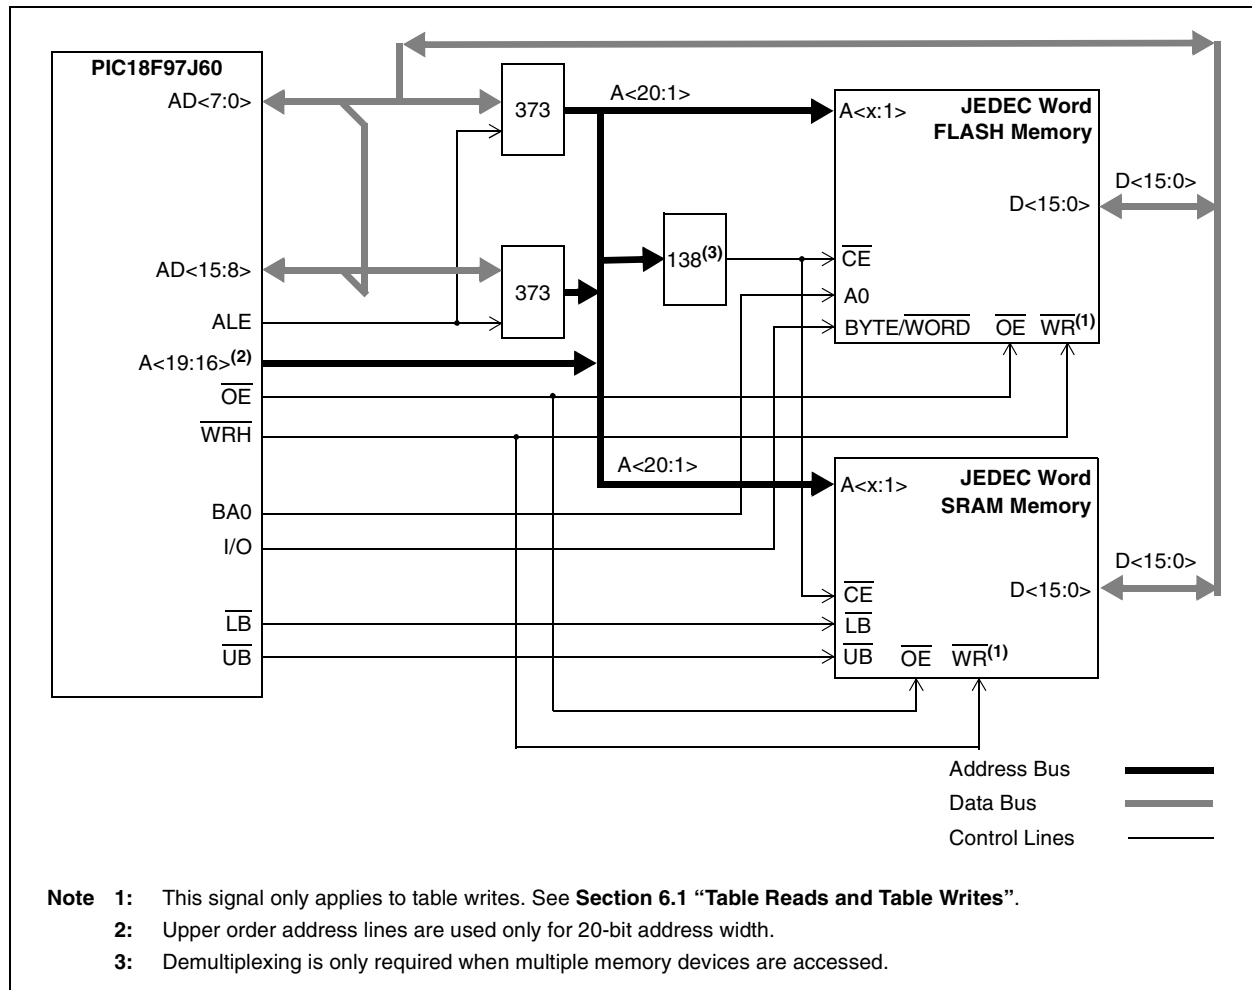 PIC18F97J60
AD<7:0>
AD<15:8>
ALE
A<19:16>(2)
OE
WRH
BA0
I/O
LB
UB
373
373
138(3)
A<20:1>
A<20:1>
A<x:1>
JEDEC Word
FLASH Memory
D<15:0>
D<15:0>
CE
A0
BYTE/WORD
OE
WR(1)
A<x:1>
JEDEC Word
SRAM Memory
D<15:0>
D<15:0>
CE
LB
UB
OE
WR(1)
Address Bus
Data Bus
Control Lines
Note 1: This signal only applies to table writes. See Section 6.1 “Table Reads and Table Writes”.
2: Upper order address lines are used only for 20-bit address width.
3: Demultiplexing is only required when multiple memory devices are accessed.